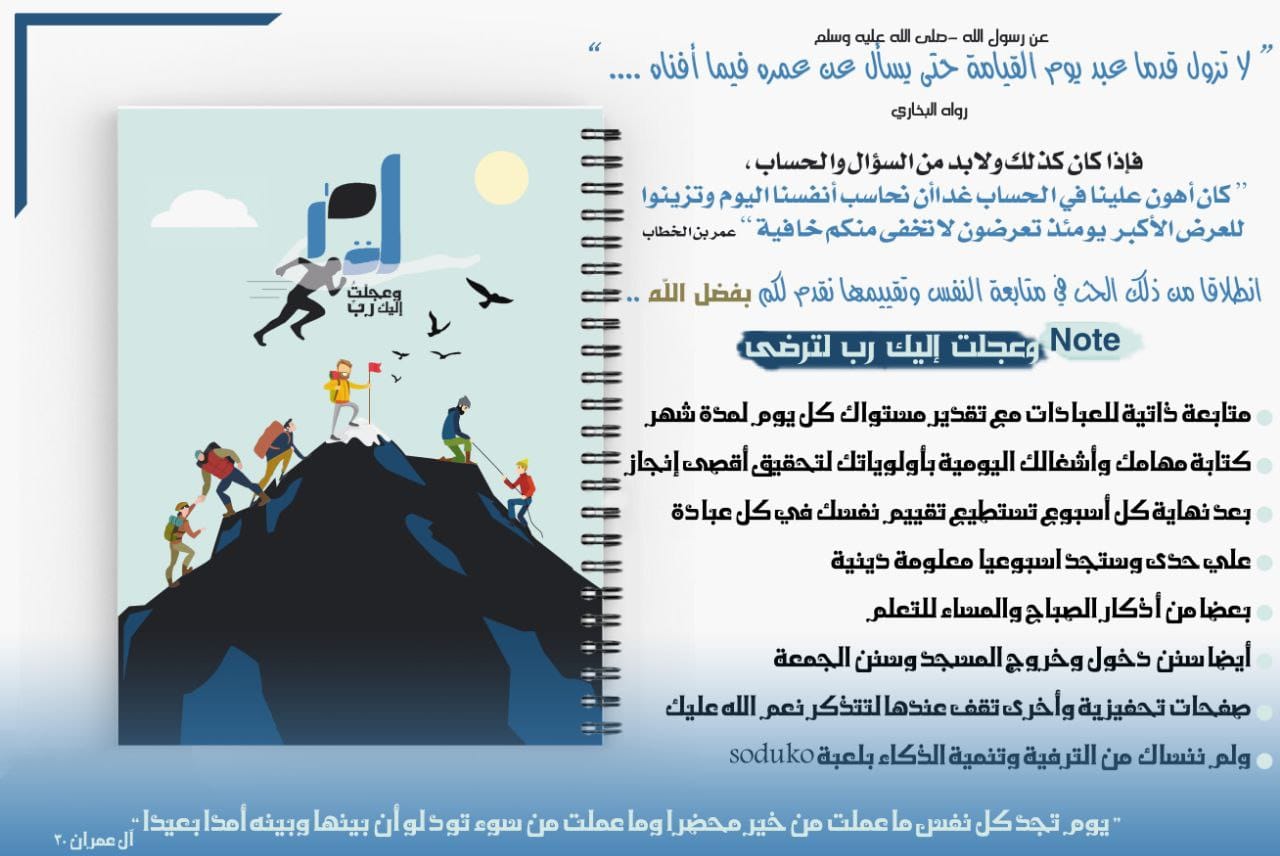 عن رسول الله -صلى الله عليه وسلم
" لا تزول قدما عبد يوم القيامة حتى يسأل عن عمره فيما أفناه .... "
رواه البخاري
فإذا كان كذلك ولابد من السؤال والحساب ،
" كان أهون علينا في الحساب غدا أن نحاسب أنفسنا اليوم وتزينوا
للعرض الأكبر يومئذ تعرضون لا تخفى منكم خافية " عمر بن الخطاب
انطلاقا من ذلك الحث في متابعة النفس وتقييمها نقدم لكم بفضل الله ..
Note وعجلت إليك رب لترضى
متابعة ذاتية للعبادات مع تقدير مستواك كل يوم لمدة شهر
كتابة مهامك وأشغالك اليومية بأولوياتك لتحقيق أقصى إنجاز
بعد نهاية كل أسبوع تستطيع تقييم نفسك في كل عبادة
علي حدى وستجد اسبوعيا معلومة دينية
بعضا من أذكار الصباح والمساء للتعلم
أيضا سنن دخول وخروج المسجد وسنن الجمعة
صفحات تحفيزية وأخرى تقف عندها لتتذكر نعم الله عليك
ولم ننساك من الترفية وتنمية الذكاء بلعبة soduko
وعجلت
إليك رب
" يوم تجد كل نفس ما عملت من خير محضرا وما عملت من سوء تود لو أن بينها وبينه أمدا بعيدا "
آل عمران ٣٠